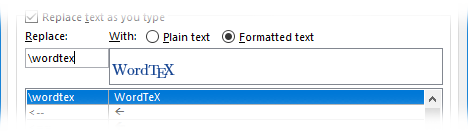 Replace text as you type
Replace: With: Plain text Formatted text
\wordtex WordTEX
\wordtex WordTeX
<-- ←